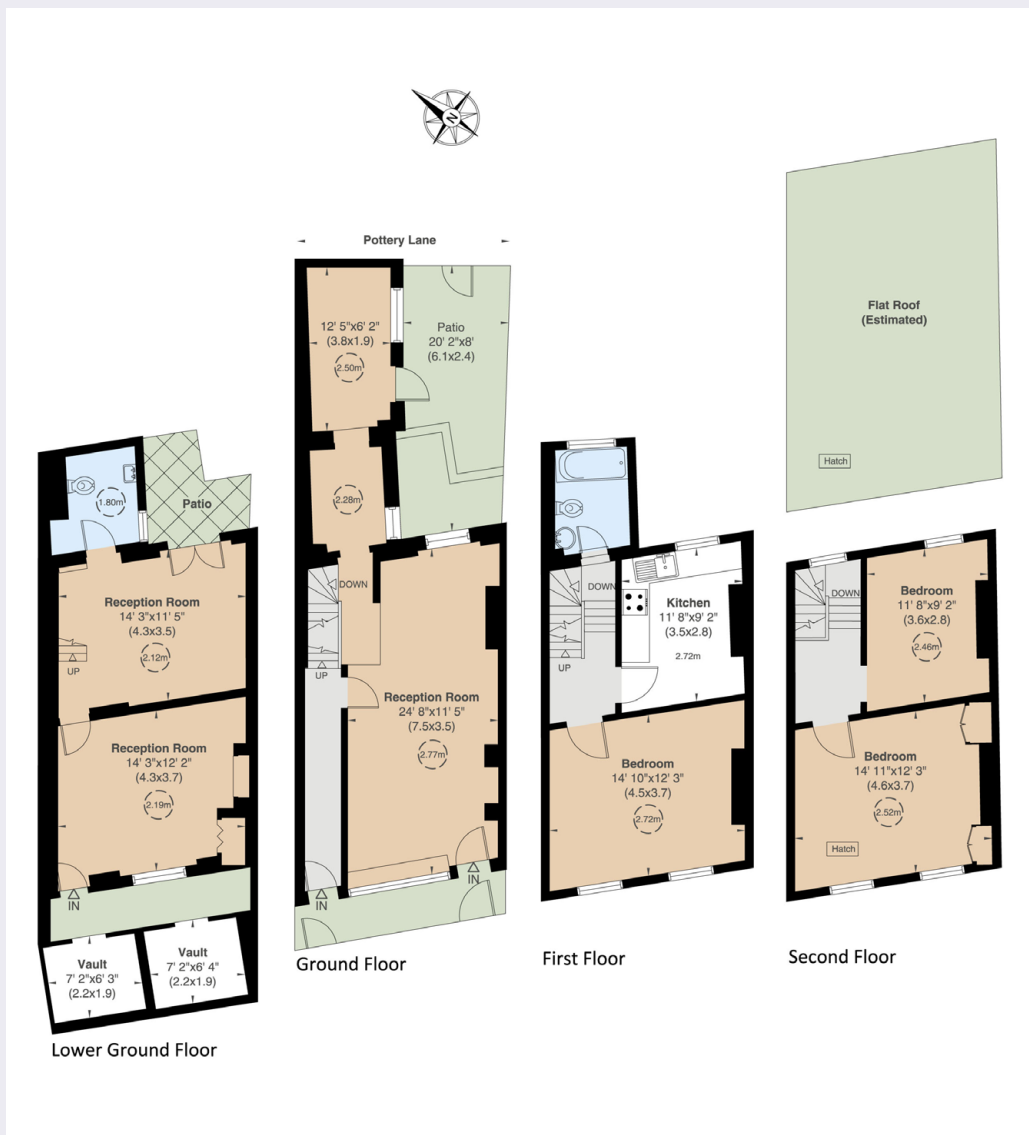 N
Pottery Lane
12' 5"x6' 2"
(3.8x1.9)
2.50m
Patio
20' 2"x8'
(6.1x2.4)
2.28m
DOWN
UP
Reception Room
24' 8"x11' 5"
(7.5x3.5)
2.77m
IN
IN
Ground Floor
1.80m
Patio
Reception Room
14' 3"x11' 5"
(4.3x3.5)
2.12m
UP
Reception Room
14' 3"x12' 2"
(4.3x3.7)
2.19m
IN
Vault
7' 2"x6' 3"
(2.2x1.9)
Vault
7' 2"x6' 4"
(2.2x1.9)
Lower Ground Floor
DOWN
UP
Kitchen
11' 8"x9' 2"
(3.5x2.8)
2.72m
Bedroom
14' 10"x12' 3"
(4.5x3.7)
2.72m
First Floor
Flat Roof
(Estimated)
Hatch
DOWN
Bedroom
11' 8"x9' 2"
(3.6x2.8)
2.46m
Bedroom
14' 11"x12' 3"
(4.6x3.7)
2.52m
Hatch
Second Floor